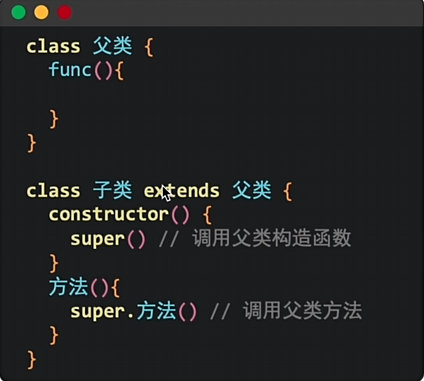 class 父类 {
func(){
}
}
class 子类 extends 父类 {
constructor() {
super() // 调用父类构造函数
}
方法(){
super.方法() // 调用父类方法
}
}